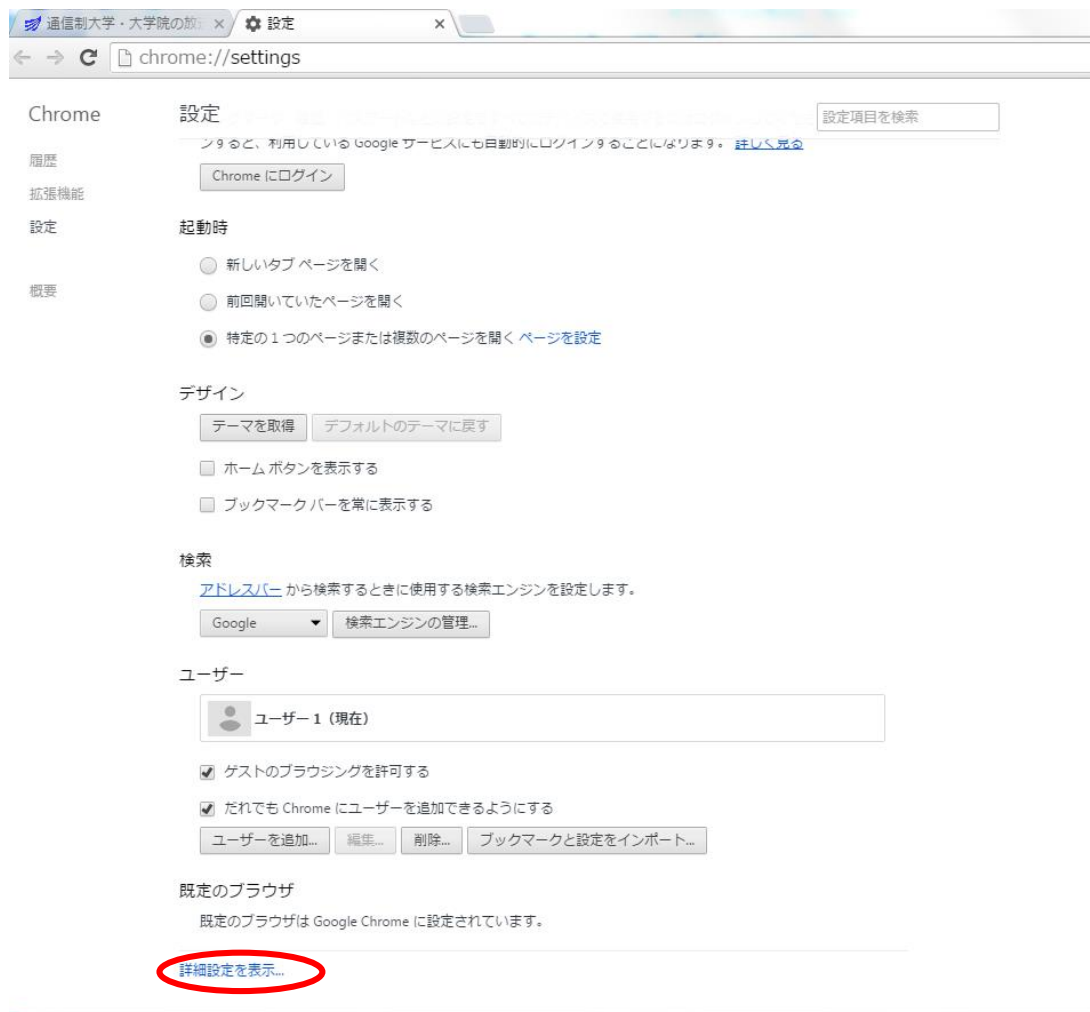 通信制大学・大学院の放
設定
chrome://settings
Chrome
設定
設定項目を検索
履歴
拡張機能
設定
概要
ンすると、利用している Google サービスにも自動的にログインすることになります。 詳しく見る
Chrome にログイン
起動時
新しいタブ ページを開く
前回開いていたページを開く
特定の 1 つのページまたは複数のページを開く ページを設定
デザイン
テーマを取得 デフォルトのテーマに戻す
ホーム ボタンを表示する
ブックマーク バーを常に表示する
検索
アドレスバー から検索するときに使用する検索エンジンを設定します。
Google 検索エンジンの管理...
ユーザー
ユーザー 1（現在）
ゲストのブラウジングを許可する
だれでも Chrome にユーザーを追加できるようにする
ユーザーを追加... 編集... 削除... ブックマークと設定をインポート...
既定のブラウザ
既定のブラウザは Google Chrome に設定されています。
詳細設定を表示...